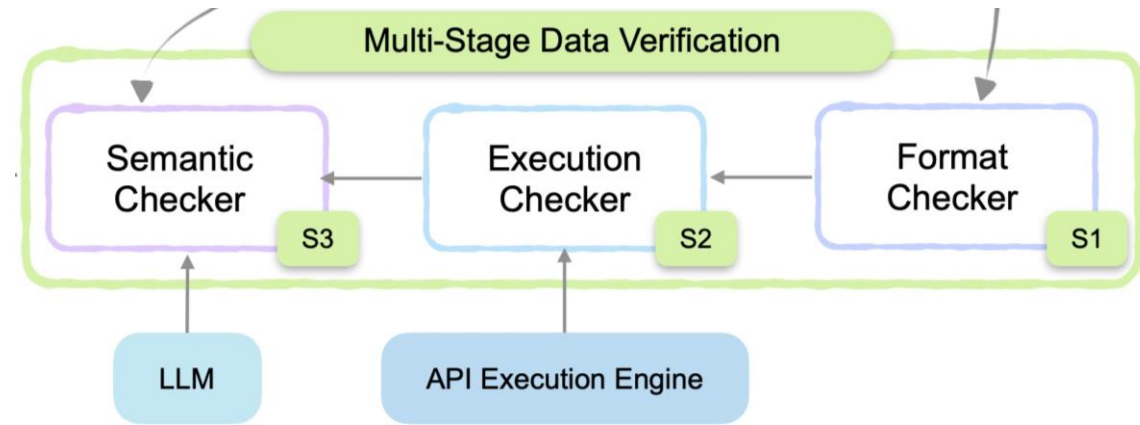 Multi-Stage Data Verification
Semantic
Checker
S3
Execution
Checker
S2
Format
Checker
S1
LLM
API Execution Engine